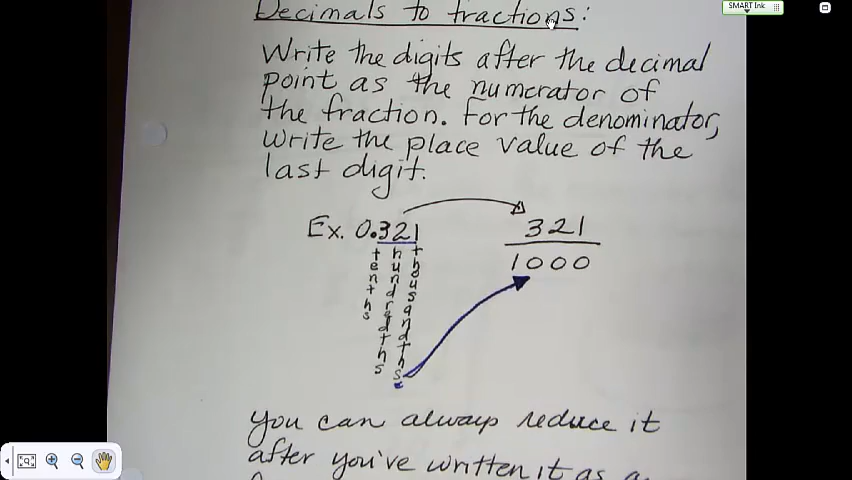 Decimals to fractions:
SMART Ink
Write the digits after the decimal
point as the numerator of
the fraction. For the denominator,
write the place value of the
last digit.
Ex. 0.321
321
1000
tenths
hundredths
thousandths
you can always reduce it
after you've written it as a